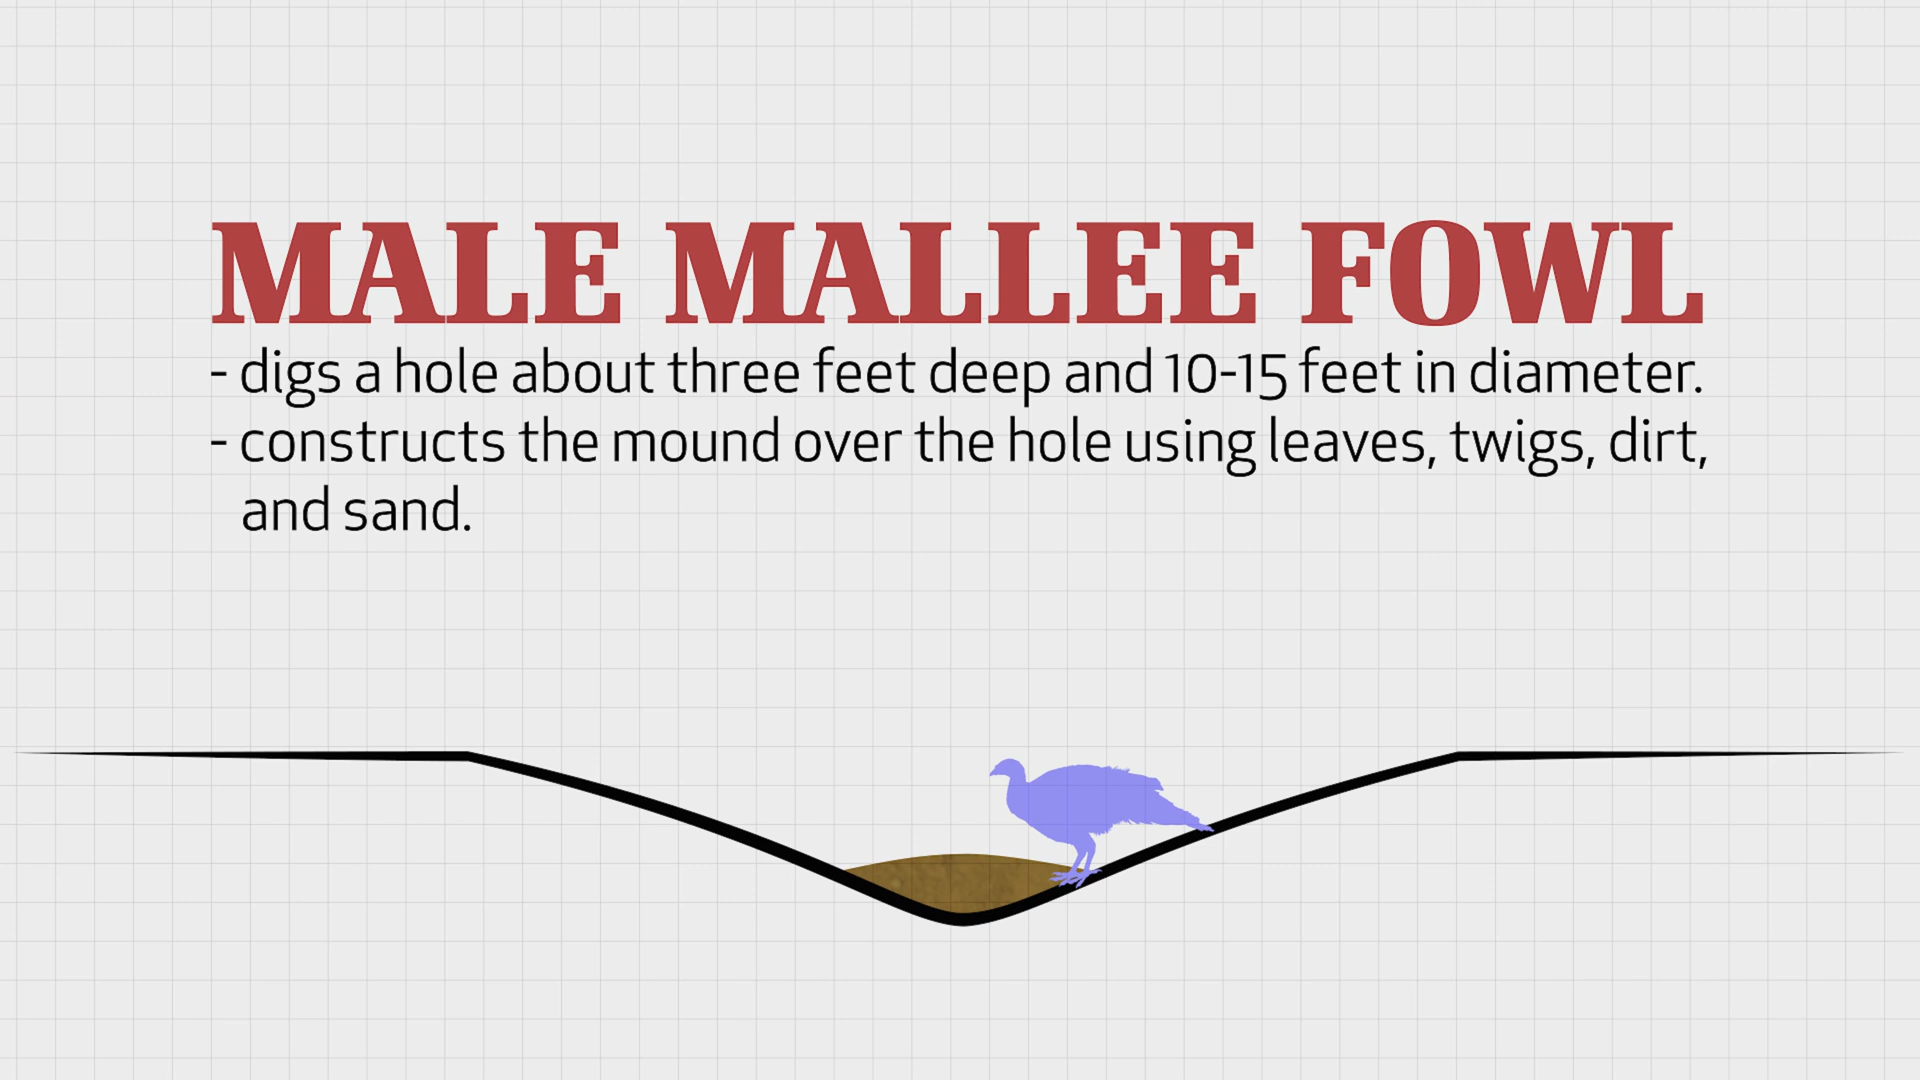 MALE MALLEE FOWL
- digs a hole about three feet deep and 10-15 feet in diameter.
- constructs the mound over the hole using leaves, twigs, dirt,
and sand.